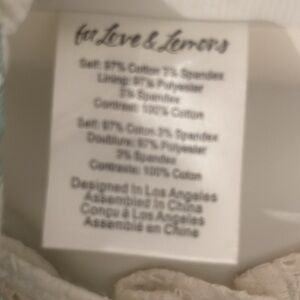 for Love & Lemons
Self: 97% Cotton 3% Spandex
Lining: 97% Polyester
3% Spandex
Contrast: 100% Cotton
Self: 97% Coton 3% Spandex
Doublure: 97% Polyester
3% Spandex
Contraste: 100% Coton
Designed In Los Angeles
Assembled In China
Conçu à Los Angeles
Assemblé en Chine